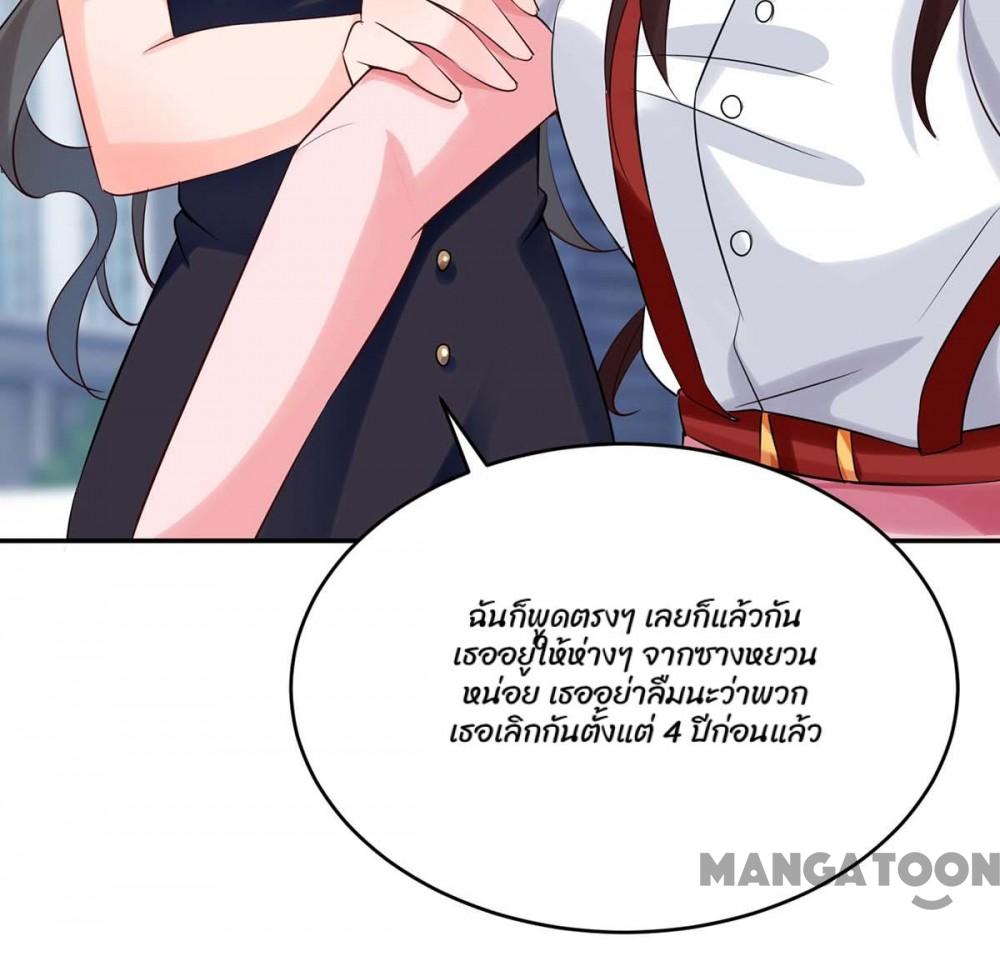 ฉันก็พูดตรงๆ เลยก็แล้วกัน
เธออยู่ให้ห่างๆ จากซางหยวน
หน่อย เธออย่าลืมนะว่าพวก
เธอเลิกกันตั้งแต่ 4 ปีก่อนแล้ว
MANGATOON